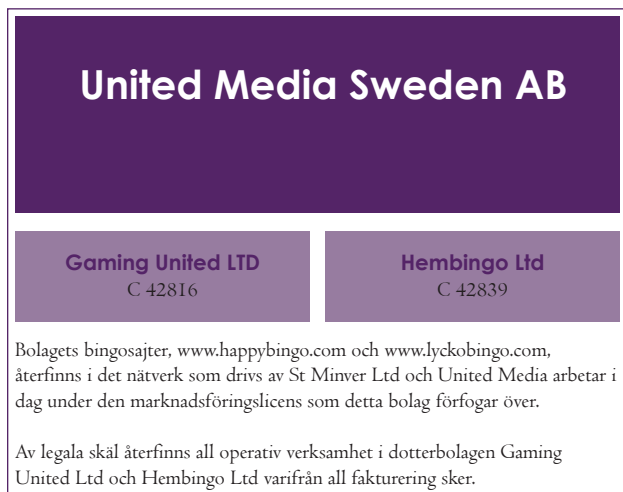 United Media Sweden AB
Gaming United LTD
C 42816
Hembingo Ltd
C 42839
Bolagets bingosajter, www.happybingo.com och www.lyckobingo.com,
återfinns i det nätverk som drivs av St Minver Ltd och United Media arbetar i
dag under den marknadsföringslicens som detta bolag förfogar över.
Av legala skäl återfinns all operativ verksamhet i dotterbolagen Gaming
United Ltd och Hembingo Ltd varifrån all fakturering sker.